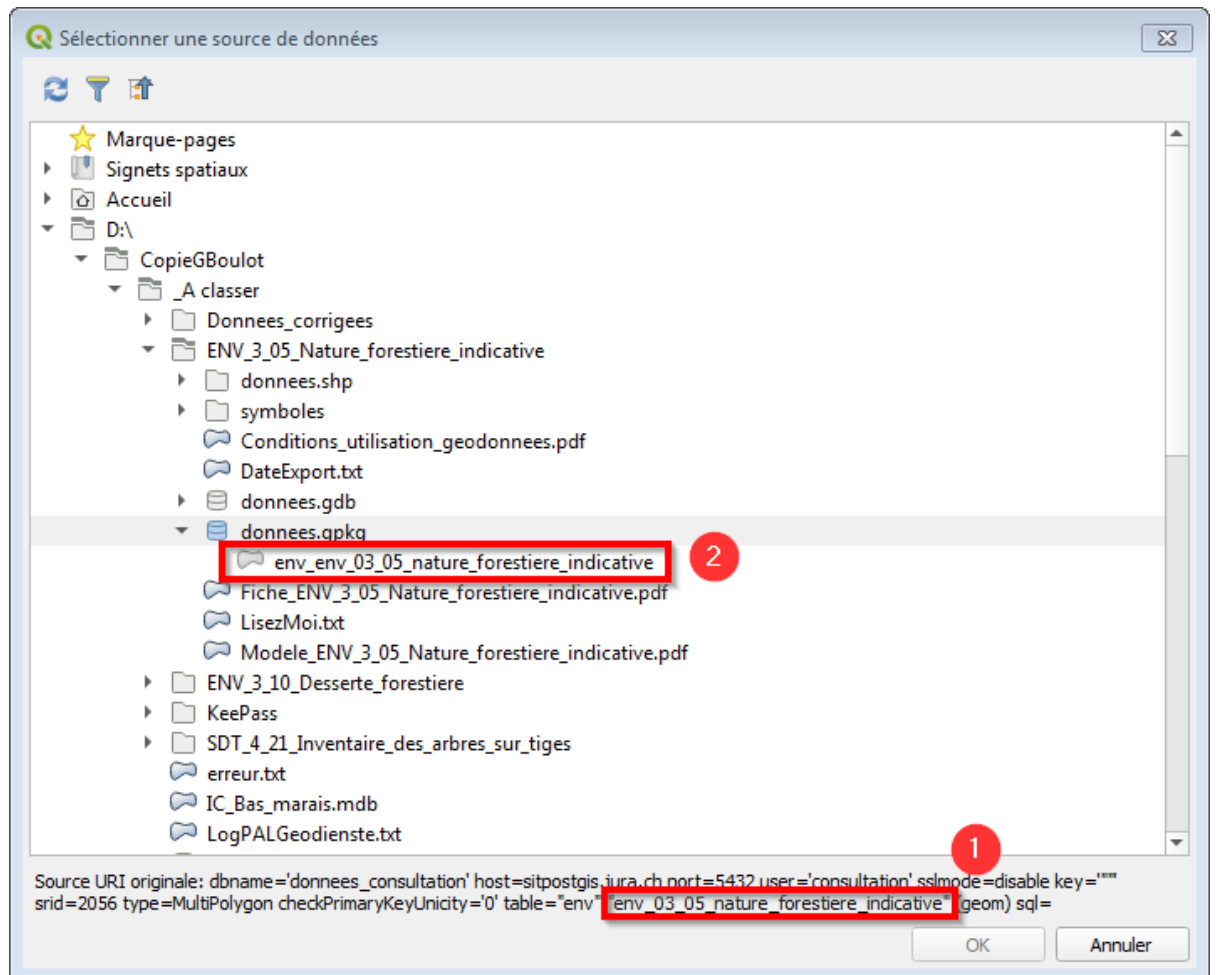 Sélectionner une source de données
Marque-pages
Signets spatiaux
Accueil
D:\
CopieGBoulot
_A classer
Donnees_corrigees
ENV_3_05_Nature_forestiere_indicative
donnees.shp
symboles
Conditions_utilisation_geodonnees.pdf
DateExport.txt
donnees.gdb
donnees.gpkg
env_env_03_05_nature_forestiere_indicative
2
Fiche_ENV_3_05_Nature_forestiere_indicative.pdf
LisezMoi.txt
Modele_ENV_3_05_Nature_forestiere_indicative.pdf
ENV_3_10_Desserte_forestiere
KeePass
SDT_4_21_Inventaire_des_arbres_sur_tiges
erreur.txt
IC_Bas_marais.mdb
LogPALGeodienste.txt
1
Source URI originale: dbname='donnees_consultation' host=sitpostgis.jura.ch port=5432 user='consultation' sslmode=disable key='""'
srid=2056 type=MultiPolygon checkPrimaryKeyUnicity='0' table="env"."env_03_05_nature_forestiere_indicative" (geom) sql=
OK Annuler